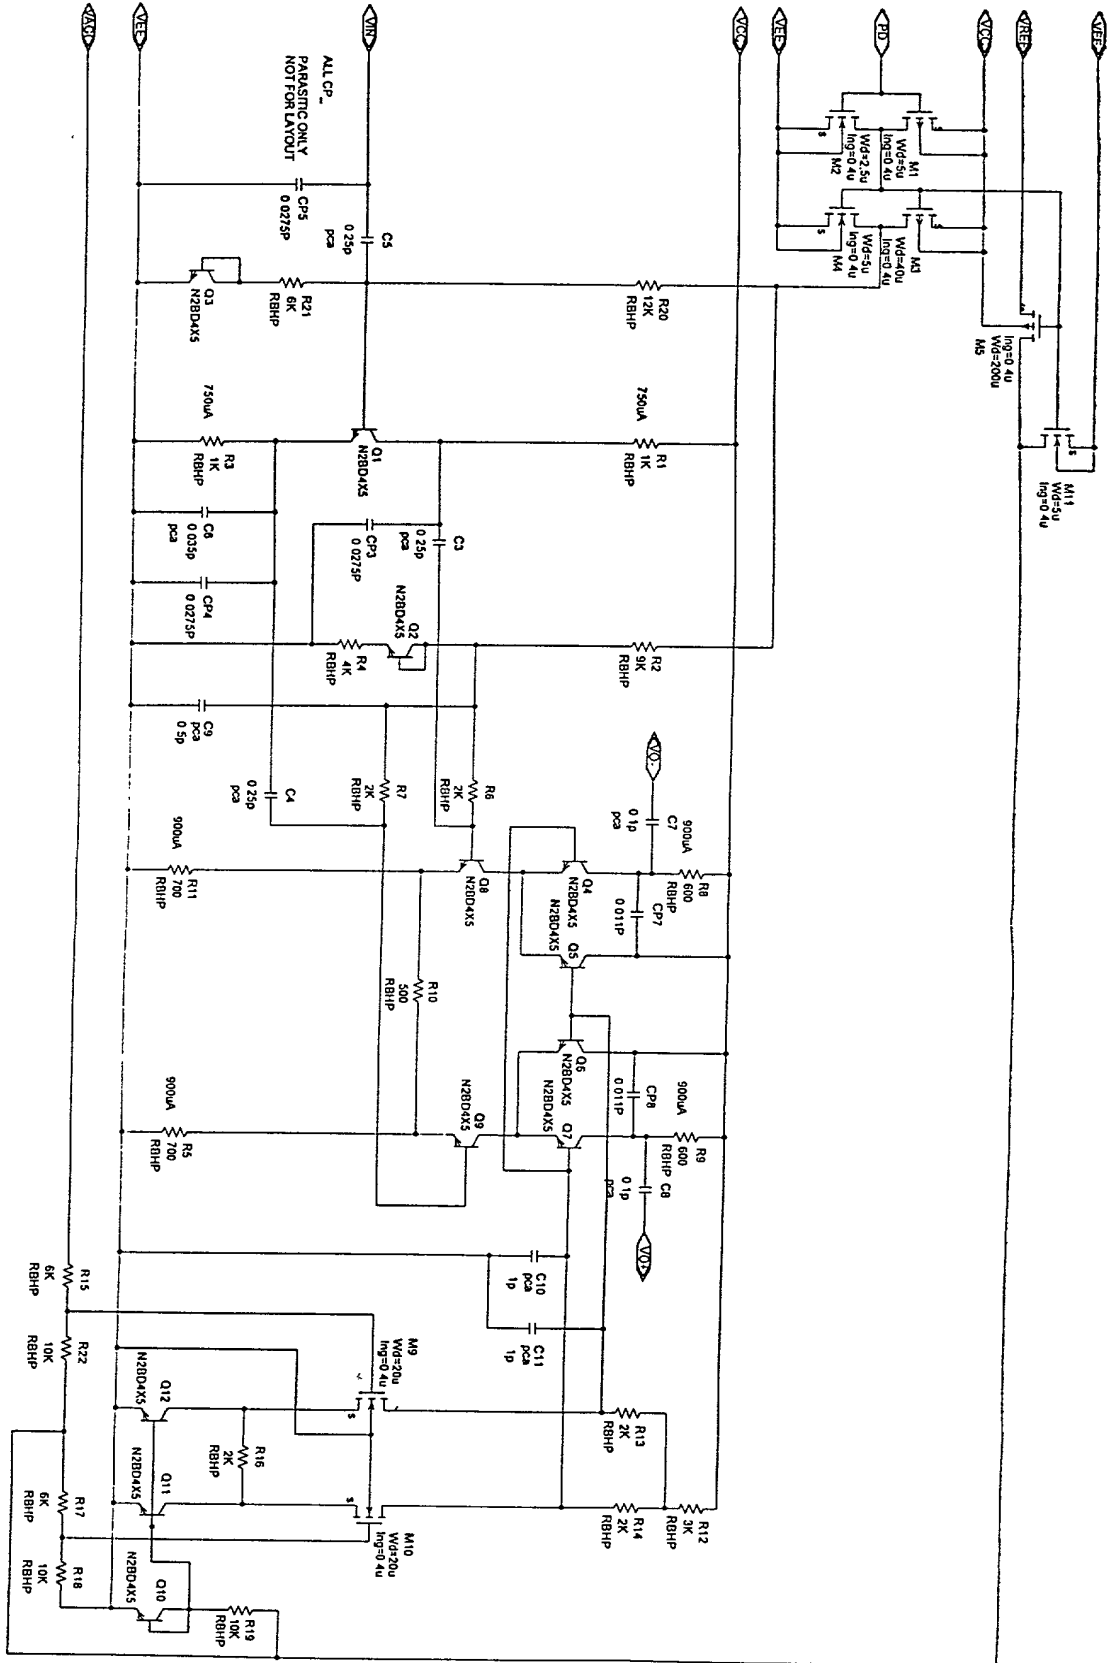 VEE
VREF
VCC
PD
VEE
VCC
VIN
VEE
VAGC
M1
Wd=5u
lng=0 4u
Wd=2.5u
lng=0 4u
M2
M3
Wd=40u
lng=0 4u
Wd=5u
lng=0 4u
M4
lng=0 4u
Wd=200u
M5
M11
Wd=5u
lng=0 4u
ALL CP_
PARASITIC ONLY
NOT FOR LAYOUT
CP5
0 0275P
C5
0 25p
pca
Q3
N2BD4X5
R21
6K
RBHP
R20
12K
RBHP
750uA
R3
1K
RBHP
Q1
N2BD4X5
750uA
R1
1K
RBHP
C6
0 035p
pca
CP3
0 0275P
C3
0 25p
pca
CP4
0 0275P
Q2
N2BD4X5
R4
4K
RBHP
R2
9K
RBHP
C9
pca
0 5p
R7
2K
RBHP
R6
2K
RBHP
C4
0 25p
pca
VO-
C7
0 1p
pca
900uA
R8
600
RBHP
900uA
R11
700
RBHP
Q8
N2BD4X5
Q4
N2BD4X5
CP7
0 011P
Q5
N2BD4X5
R10
500
RBHP
Q6
N2BD4X5
CP8
0 011P
900uA
R9
600
RBHP
900uA
R5
700
RBHP
Q9
N2BD4X5
Q7
N2BD4X5
C8
0 1p
pca
VO+
C10
pca
1p
C11
pca
1p
R15
6K
RBHP
R22
10K
RBHP
M9
Wd=20u
lng=0 4u
Q12
N2BD4X5
R16
2K
RBHP
R13
2K
RBHP
Q11
N2BD4X5
R17
6K
RBHP
M10
Wd=20u
lng=0 4u
R14
2K
RBHP
R12
3K
RBHP
R18
10K
RBHP
Q10
N2BD4X5
R19
10K
RBHP
s
s
s
s
s
s
s